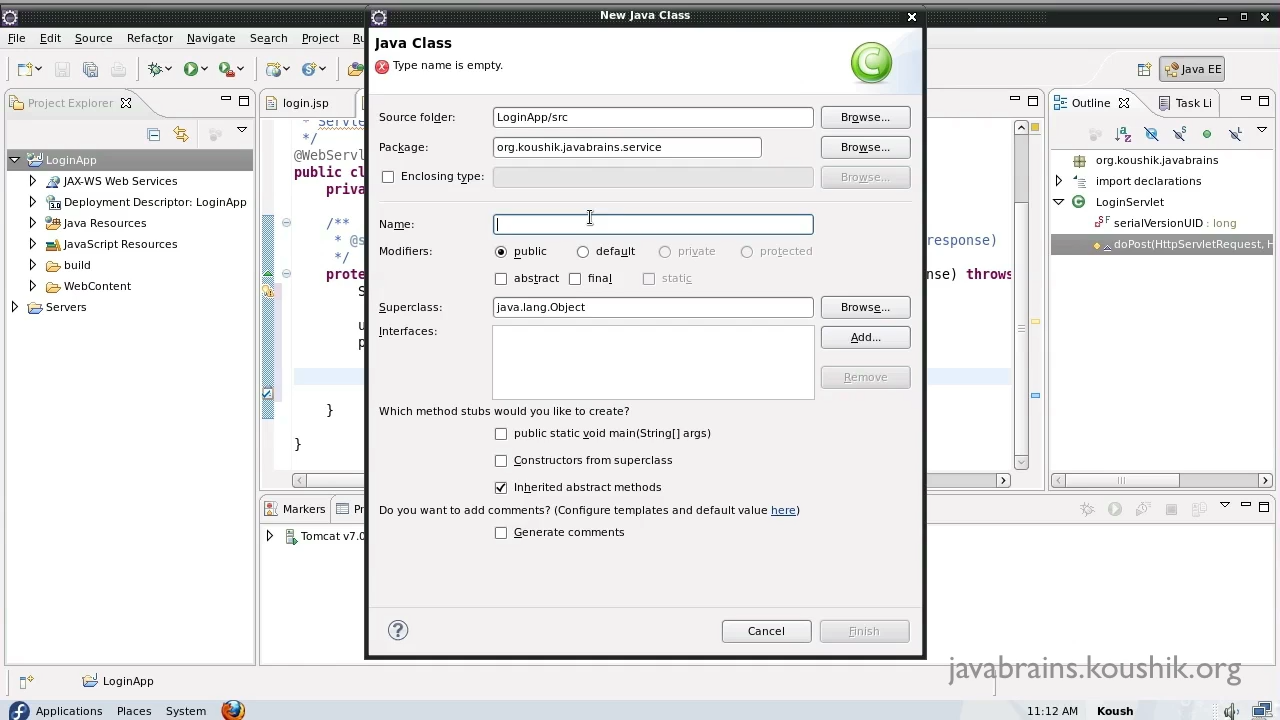 New Java Class
File Edit Source Refactor Navigate Search Project Ru
Java Class
Type name is empty.
Java EE
Project Explorer
login.jsp
Outline Task Li
Source folder: LoginApp/src Browse...
Package: org.koushik.javabrains.service Browse...
Enclosing type: Browse...
Name:
Modifiers: public default private protected
abstract final static
Superclass: java.lang.Object Browse...
Interfaces: Add...
Remove
Which method stubs would you like to create?
public static void main(String[] args)
Constructors from superclass
Inherited abstract methods
Do you want to add comments? (Configure templates and default value here)
Generate comments
Cancel Finish
LoginApp
JAX-WS Web Services
Deployment Descriptor: LoginApp
Java Resources
JavaScript Resources
build
WebContent
Servers
* Servle
*/
@WebServl
public cl
priva
/**
* @s response)
*/
prote nse) throws
S
u
p
}
}
org.koushik.javabrains
import declarations
LoginServlet
serialVersionUID : long
doPost(HttpServletRequest, H
Markers Pr
Tomcat v7.0
LoginApp
javabrains.koushik.org
Applications Places System 11:12 AM Koush